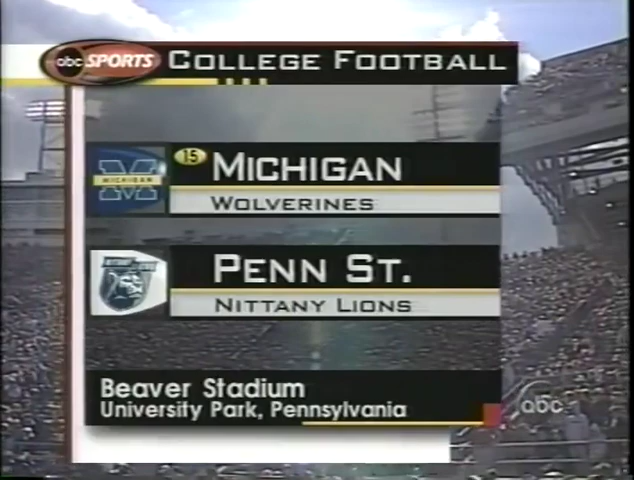 abc SPORTS COLLEGE FOOTBALL
15 MICHIGAN
MICHIGAN
WOLVERINES
PENN ST.
NITTANY LIONS
Beaver Stadium
University Park, Pennsylvania
abc